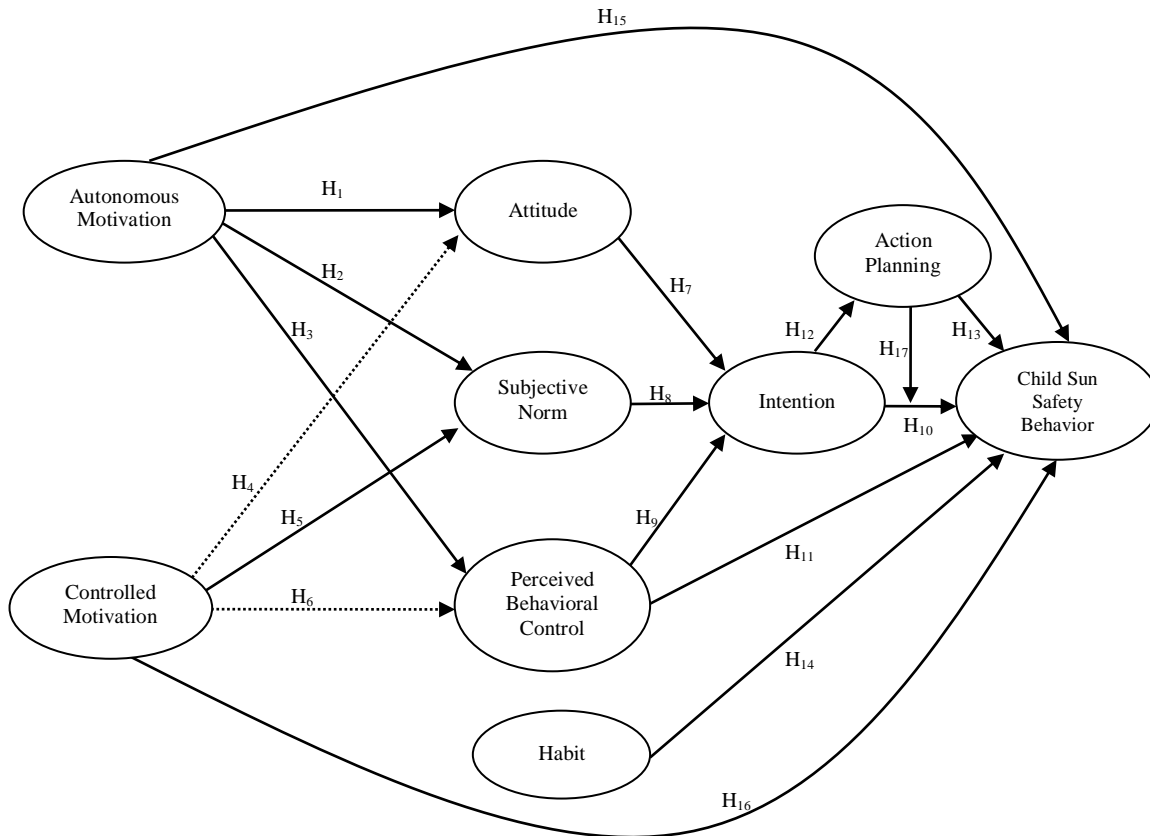 H15
Autonomous
Motivation
H1
Attitude
Action
Planning
H2
H7
H3
H12
H13
H17
Subjective
Norm
H8
Intention
Child Sun
Safety
Behavior
H10
H4
H5
H9
H11
Controlled
Motivation
H6
Perceived
Behavioral
Control
H14
Habit
H16